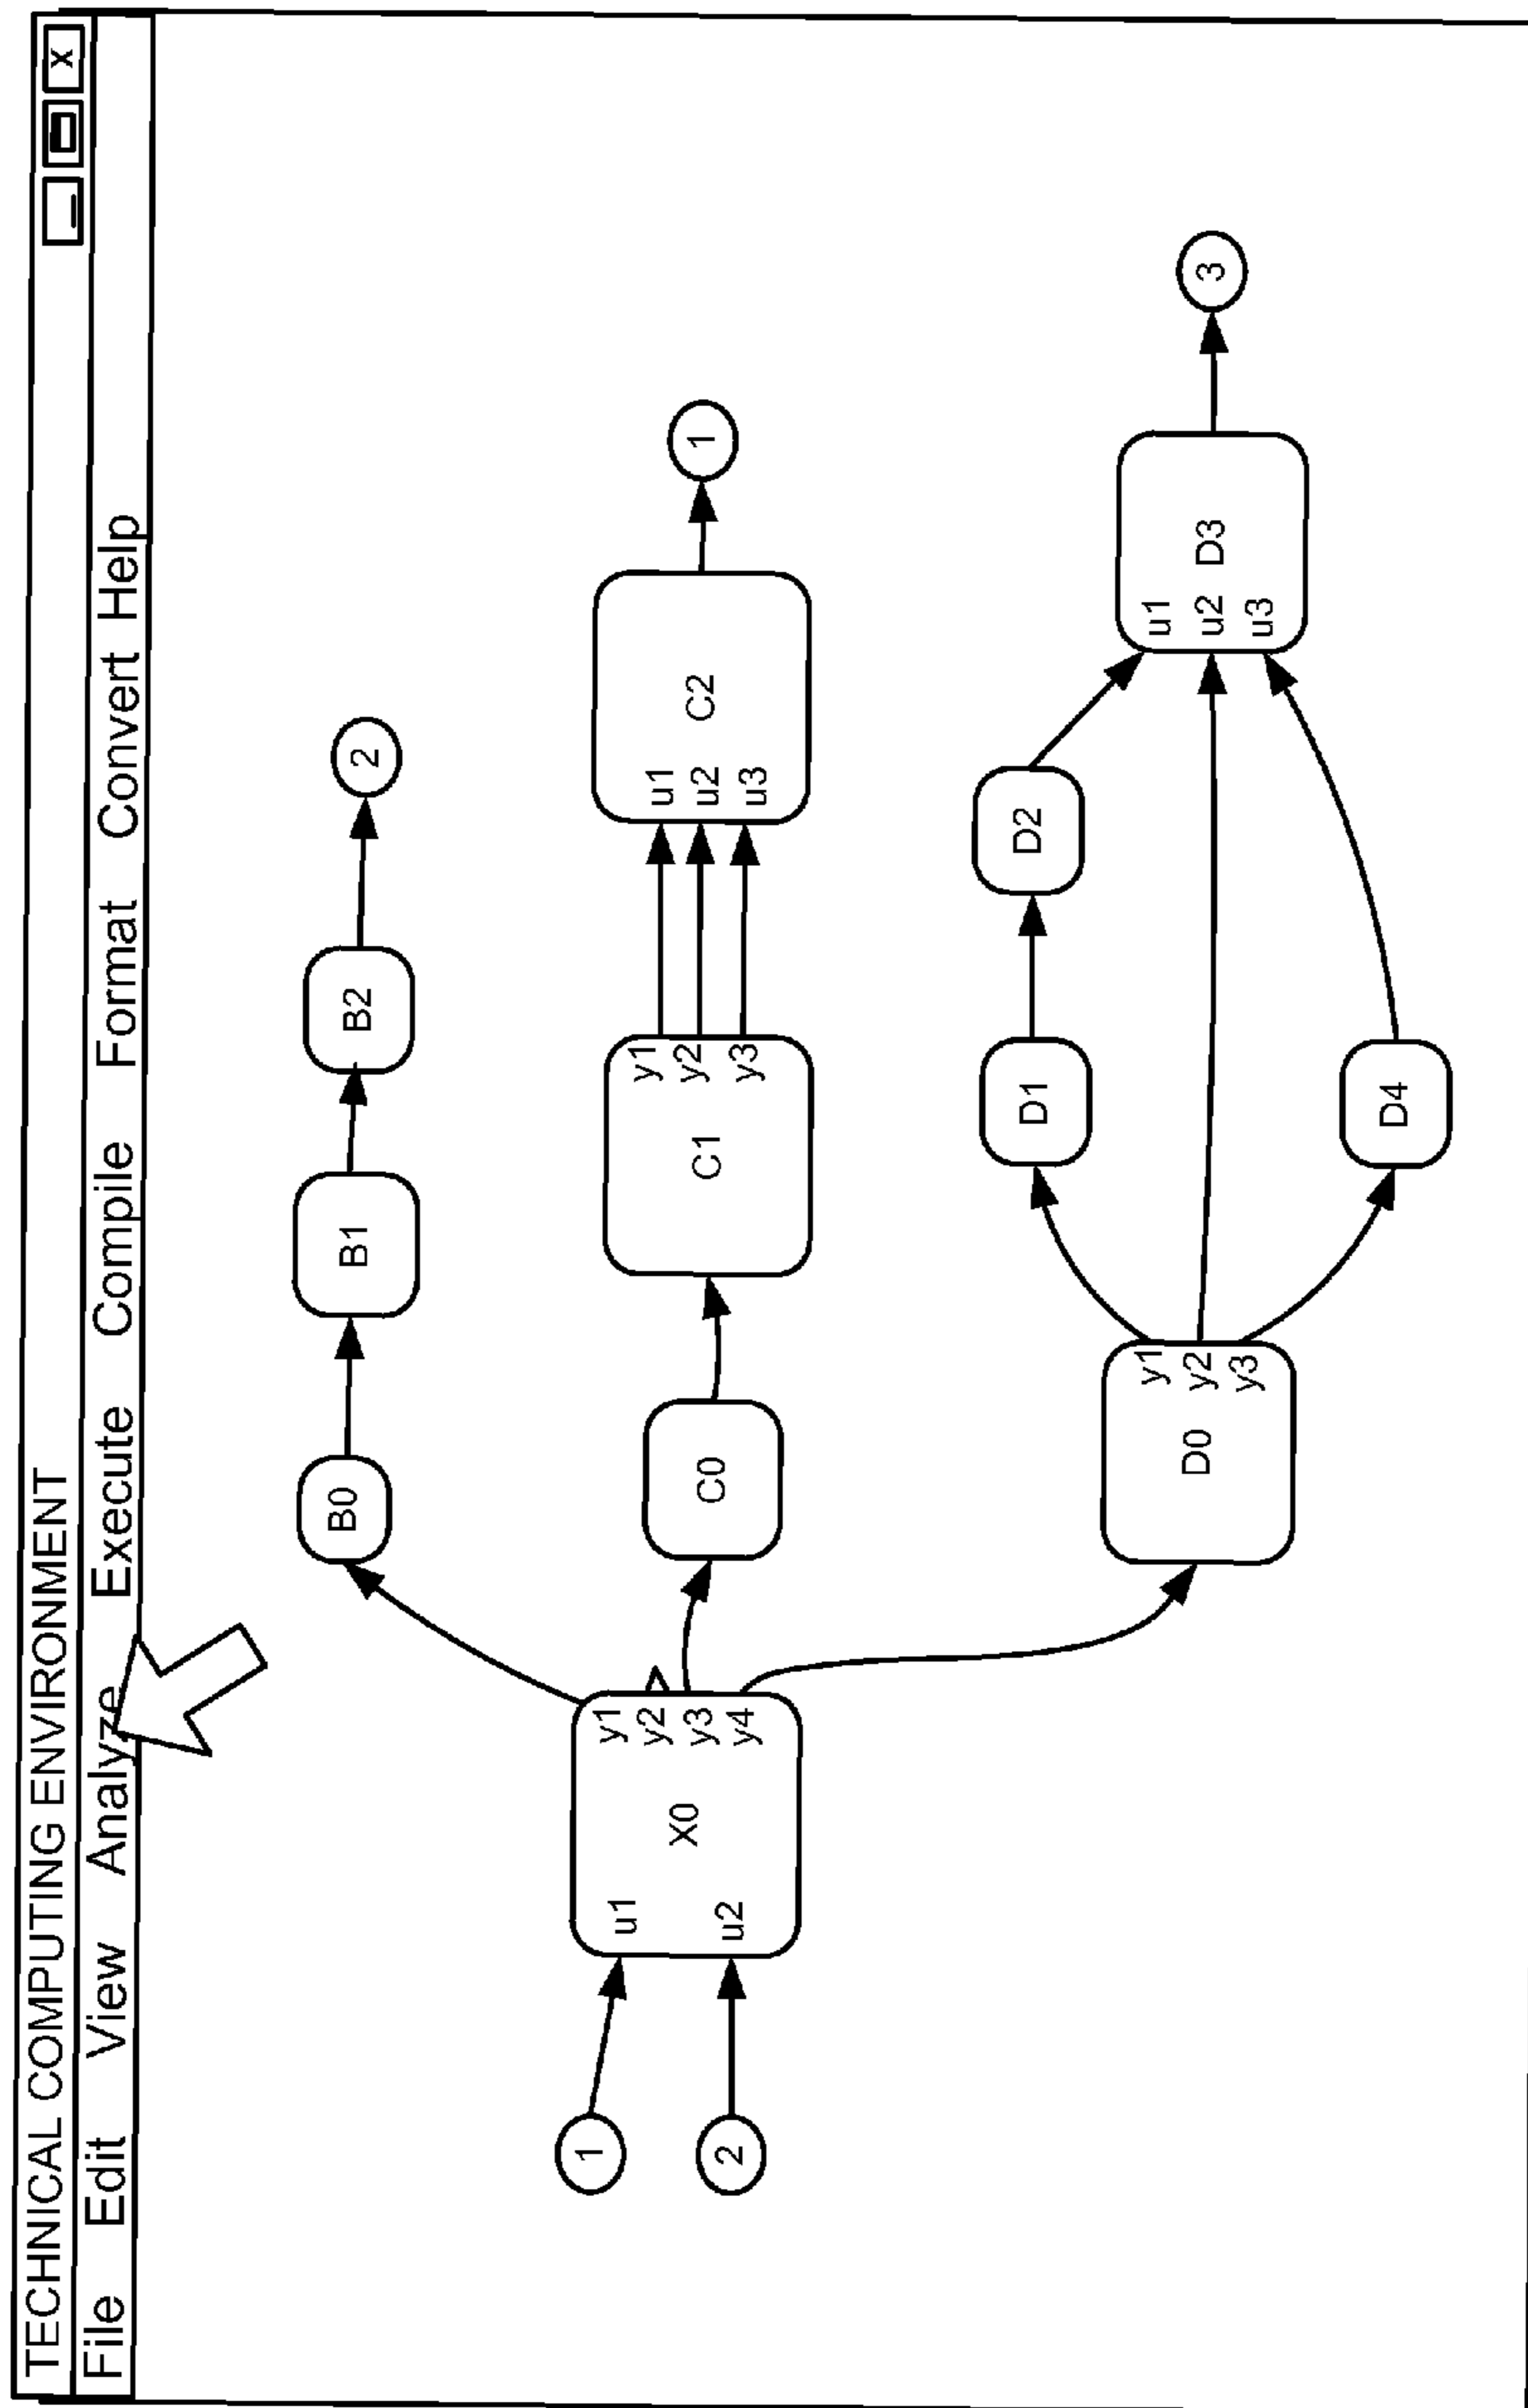 TECHNICAL COMPUTING ENVIRONMENT
_ X
File Edit View Analyze Execute Compile Format Convert Help
B0 B1 B2 2
1 u1 X0 y1 y2 y3 y4
2 u2
C0 C1 y1 y2 y3 u1 u2 u3 C2 1
D0 y1 y2 y3
D1 D2
u1 u2 u3 D3 3
D4